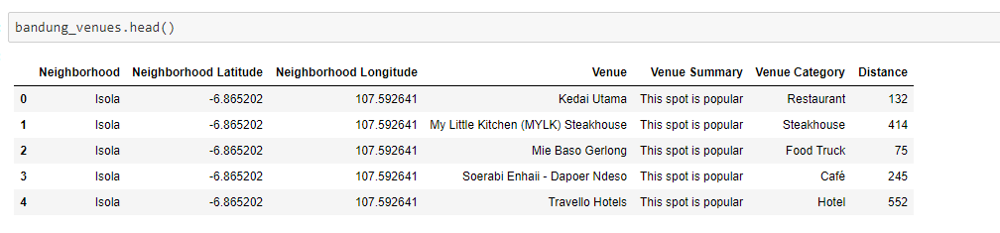 bandung_venues.head()
Neighborhood Neighborhood Latitude Neighborhood Longitude Venue Venue Summary Venue Category Distance
0 Isola -6.865202 107.592641 Kedai Utama This spot is popular Restaurant 132
1 Isola -6.865202 107.592641 My Little Kitchen (MYLK) Steakhouse This spot is popular Steakhouse 414
2 Isola -6.865202 107.592641 Mie Baso Gerlong This spot is popular Food Truck 75
3 Isola -6.865202 107.592641 Soerabi Enhaii - Dapoer Ndeso This spot is popular Café 245
4 Isola -6.865202 107.592641 Travello Hotels This spot is popular Hotel 552